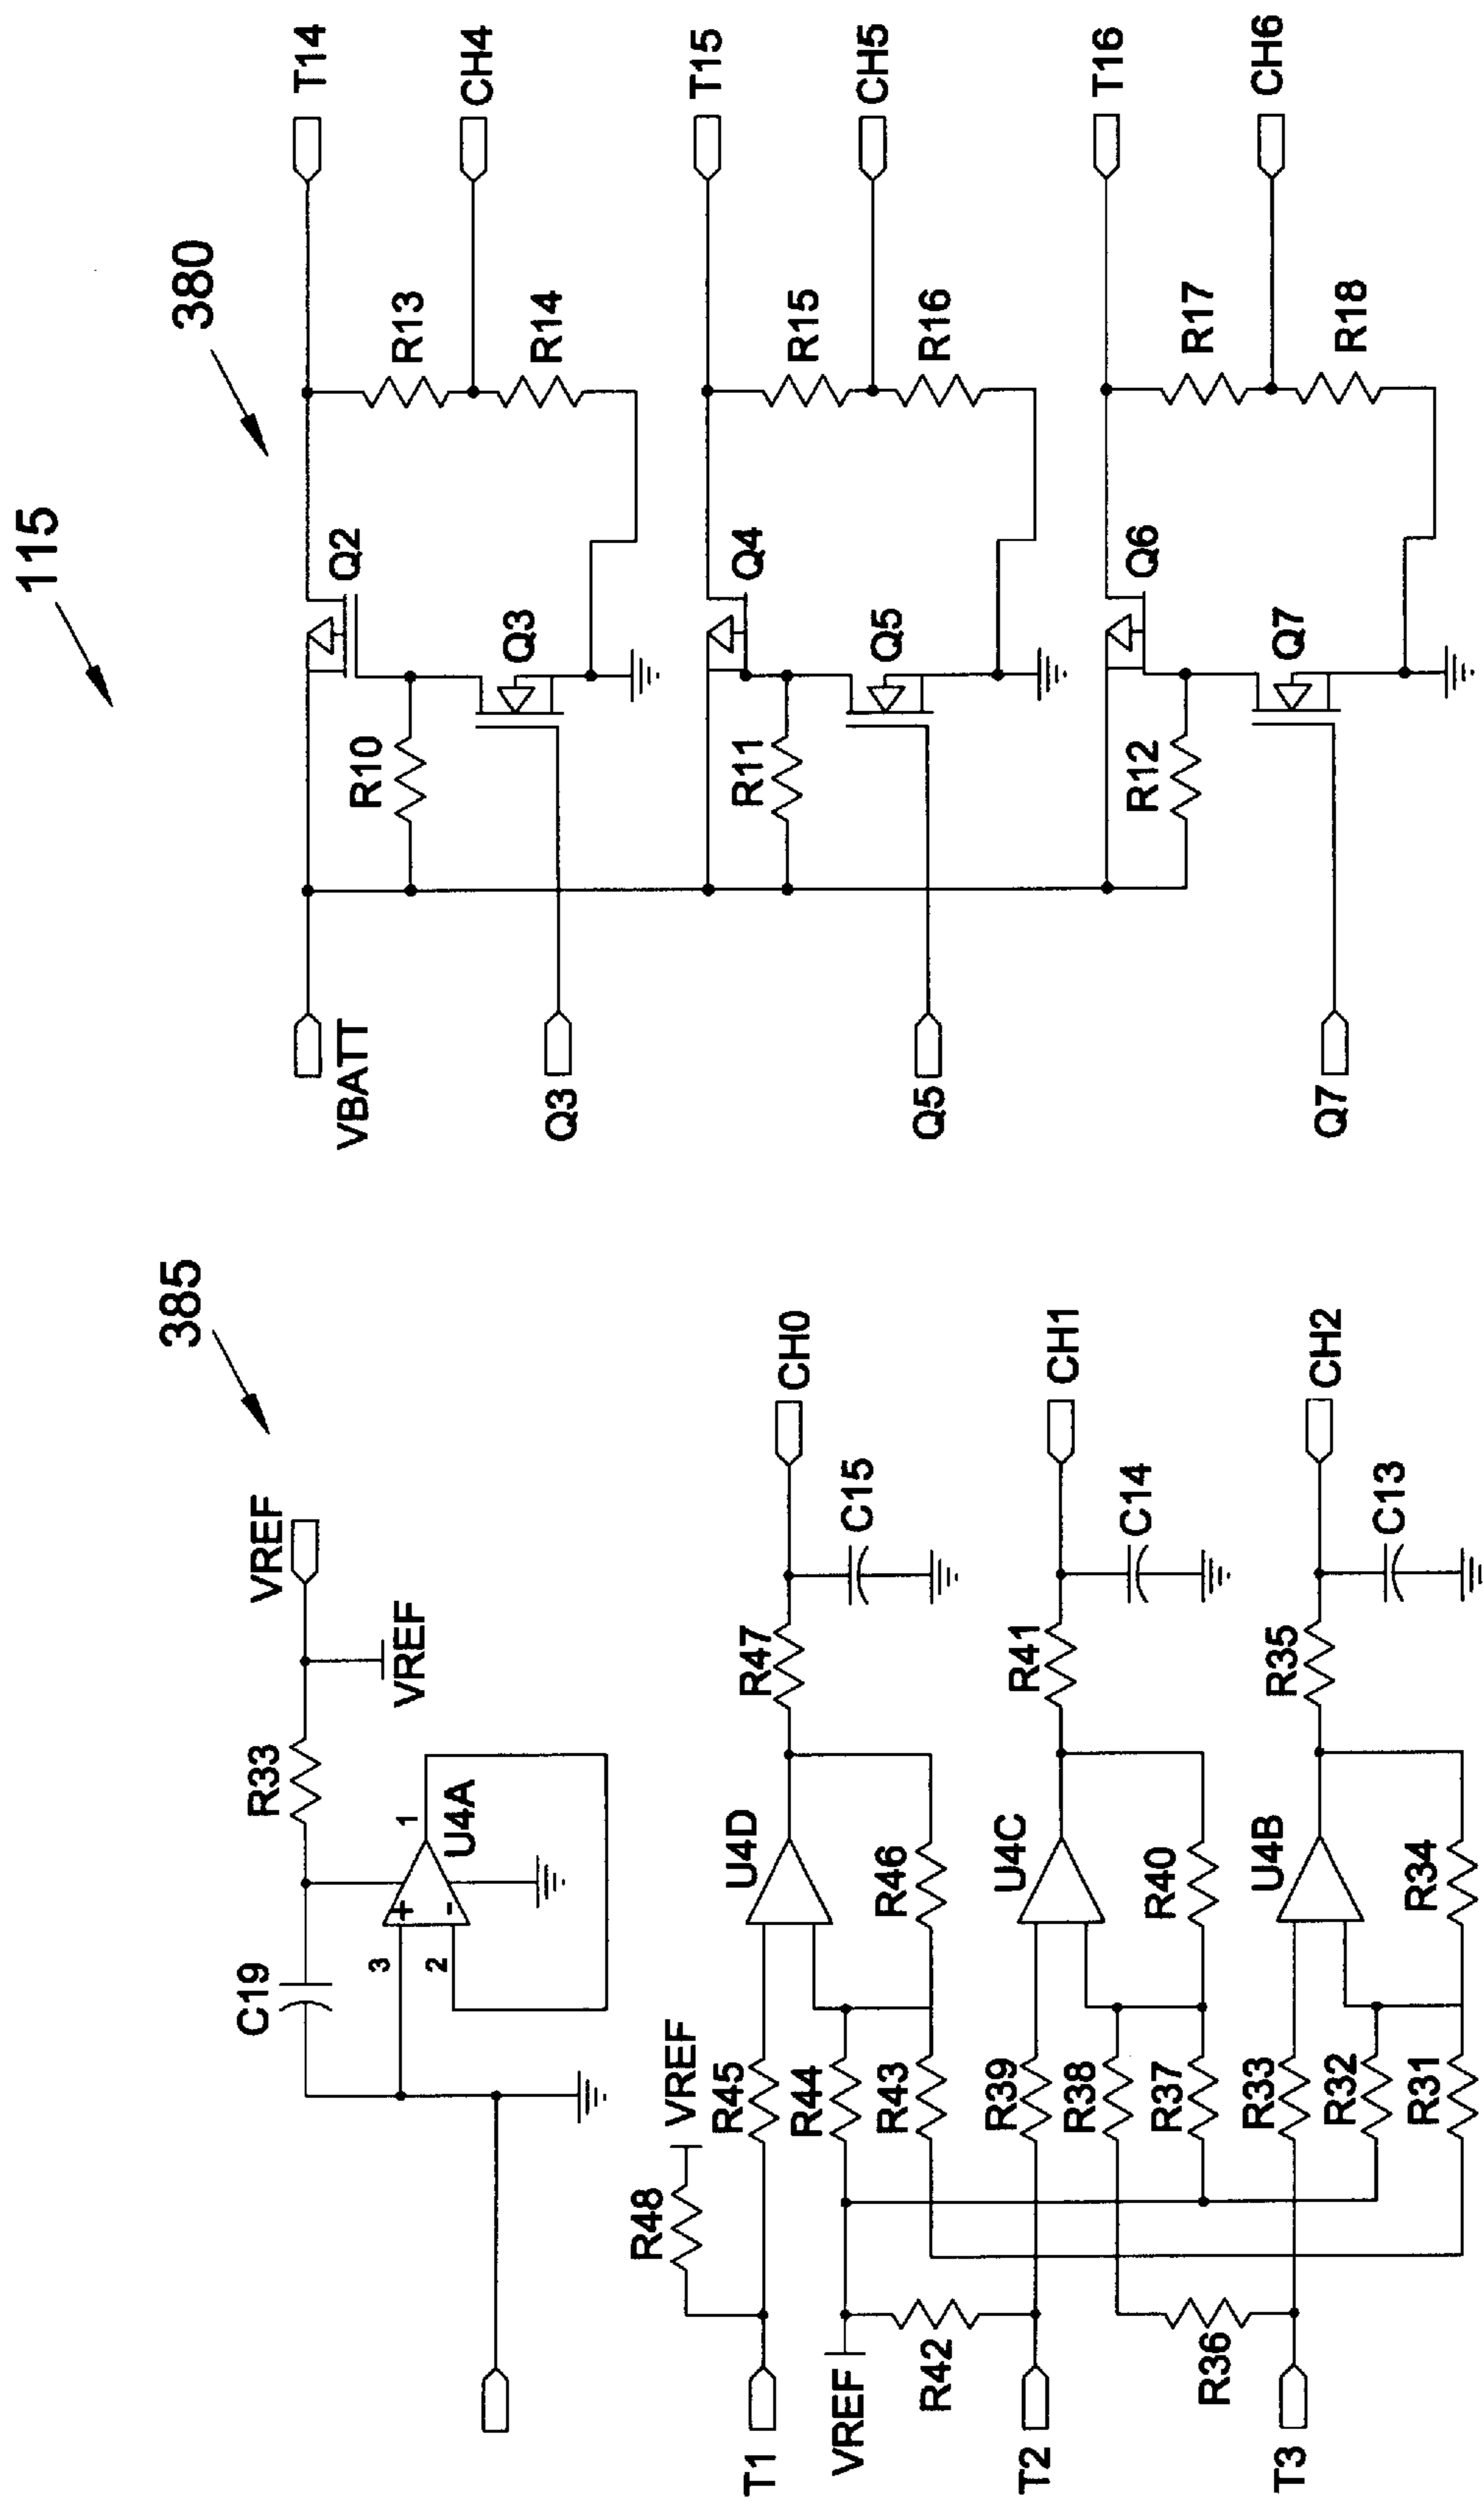 115
385
380
VREF
VREF
C19
R33
3
+
2
-
1
U4A
VREF
R48
T1
R45
U4D
R47
CH0
R44
R46
C15
R43
VREF
R42
T2
R39
U4C
R41
CH1
R38
R40
C14
R37
R36
T3
R33
U4B
R35
CH2
R32
R34
C13
R31
VBATT
T14
Q2
R10
R13
CH4
Q3
Q3
R14
T15
Q4
R11
R15
CH5
Q5
Q5
R16
T16
Q6
R12
R17
CH6
Q7
Q7
R18